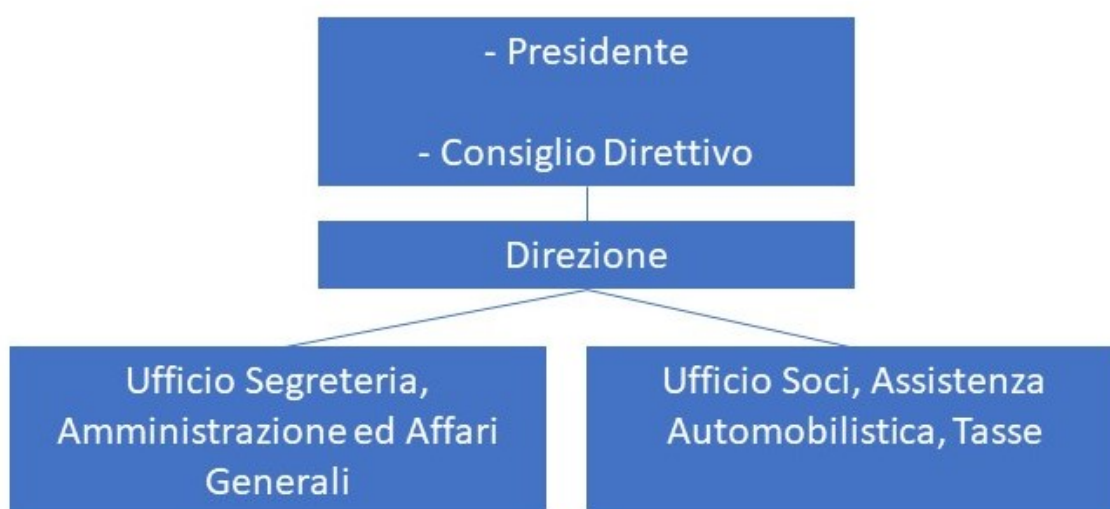 - Presidente
- Consiglio Direttivo
Direzione
Ufficio Segreteria,
Amministrazione ed Affari
Generali
Ufficio Soci, Assistenza
Automobilistica, Tasse